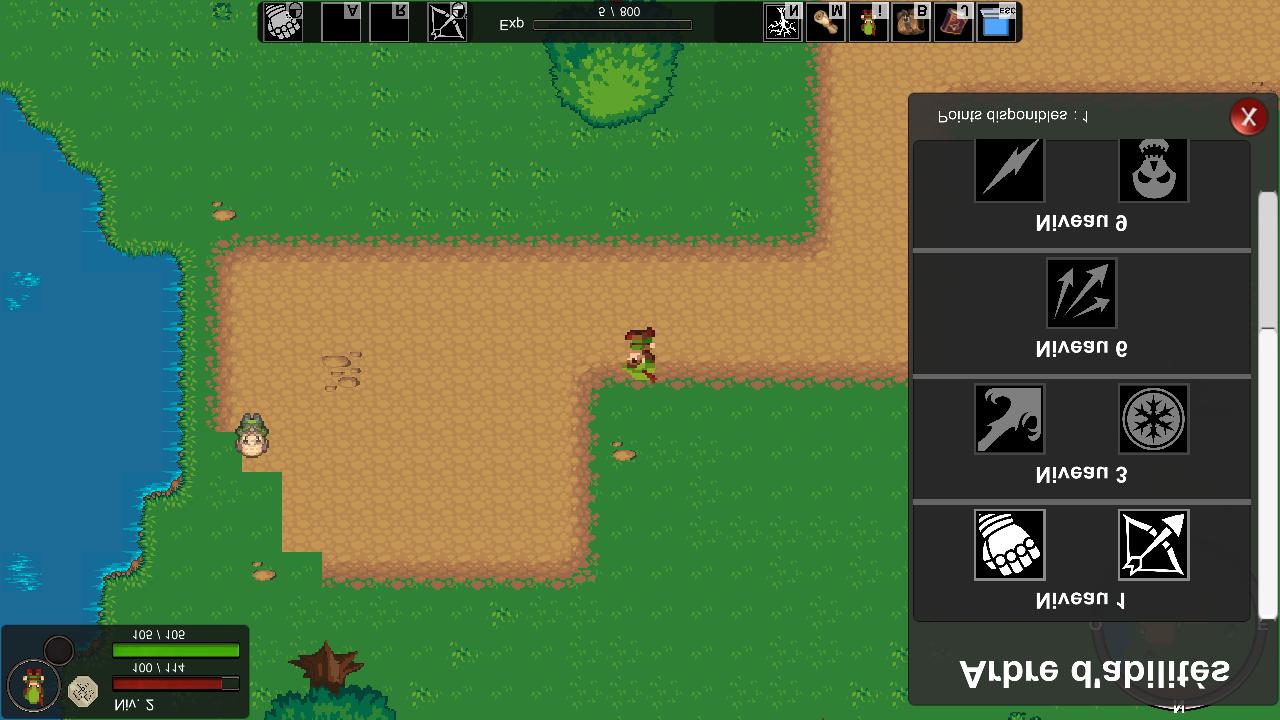 Arbre d'abilités
Niveau 1
Niveau 3
Niveau 6
Niveau 9
Points disponibles : 1
X
Niv. 2
100 / 114
105 / 105
A
R
Exp
5 / 800
N
M
I
B
J
esc
N
E